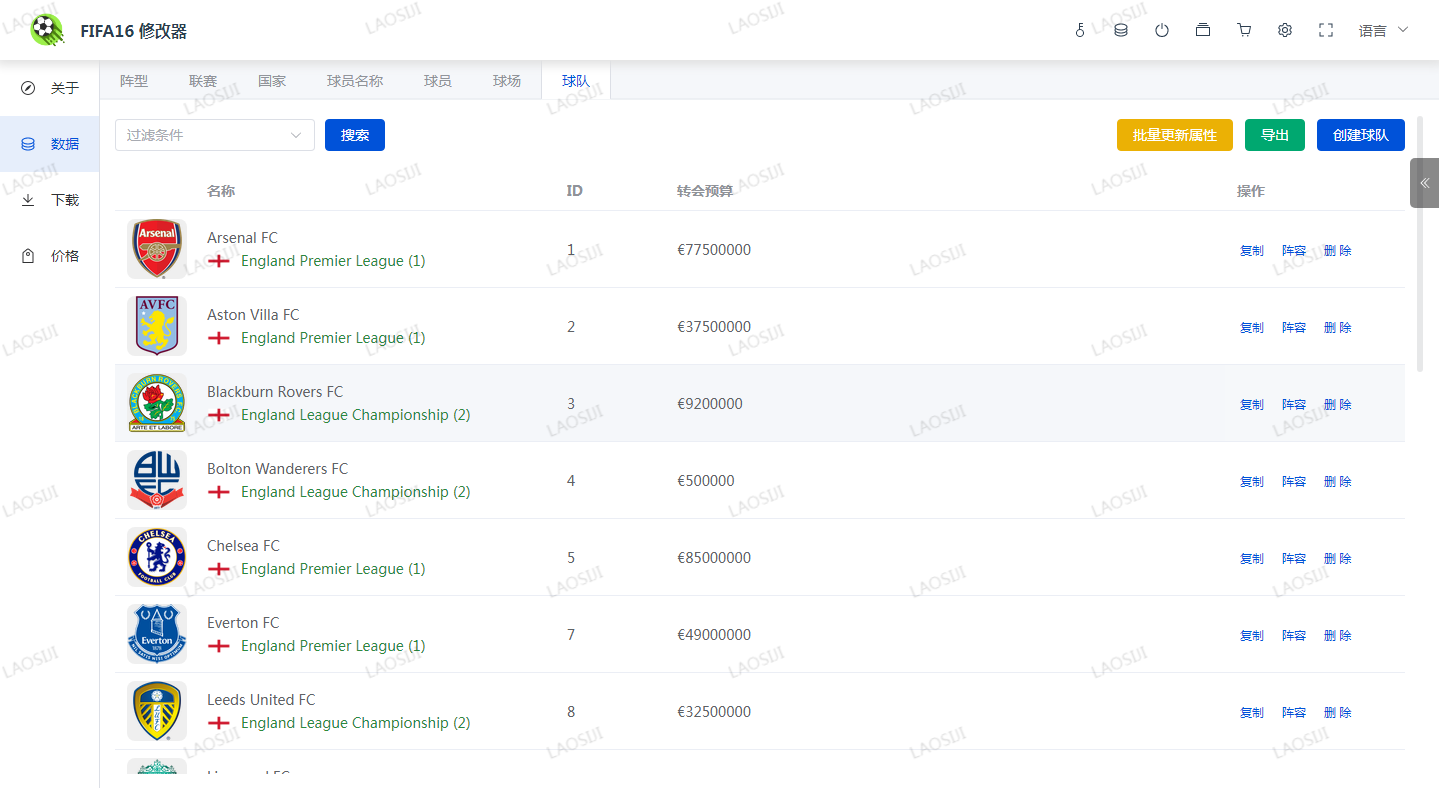 FIFA16 修改器
语言
关于
数据
下载
价格
阵型 联赛 国家 球员名称 球员 球场 球队
过滤条件 搜索 批量更新属性 导出 创建球队
名称 ID 转会预算 操作
Arsenal
Arsenal FC
England Premier League (1)
1 €77500000 复制 阵容 删除
AVFC
Aston Villa FC
England Premier League (1)
2 €37500000 复制 阵容 删除
BLACKBURN ROVERS F.C.
ARTE ET LABORE
Blackburn Rovers FC
England League Championship (2)
3 €9200000 复制 阵容 删除
Bolton Wanderers FC
England League Championship (2)
4 €500000 复制 阵容 删除
CHELSEA
FOOTBALL CLUB
Chelsea FC
England Premier League (1)
5 €85000000 复制 阵容 删除
Everton
1878
Everton FC
England Premier League (1)
7 €49000000 复制 阵容 删除
LUFC
Leeds United FC
England League Championship (2)
8 €32500000 复制 阵容 删除
LAOSIJI